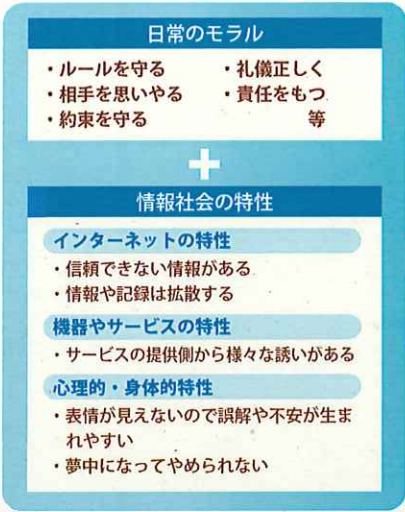 日常のモラル
・ルールを守る ・礼儀正しく
・相手を思いやる ・責任をもつ
・約束を守る 等
+
情報社会の特性
インターネットの特性
・信頼できない情報がある
・情報や記録は拡散する
機器やサービスの特性
・サービスの提供側から様々な誘いがある
心理的・身体的特性
・表情が見えないので誤解や不安が生ま
れやすい
・夢中になってやめられない